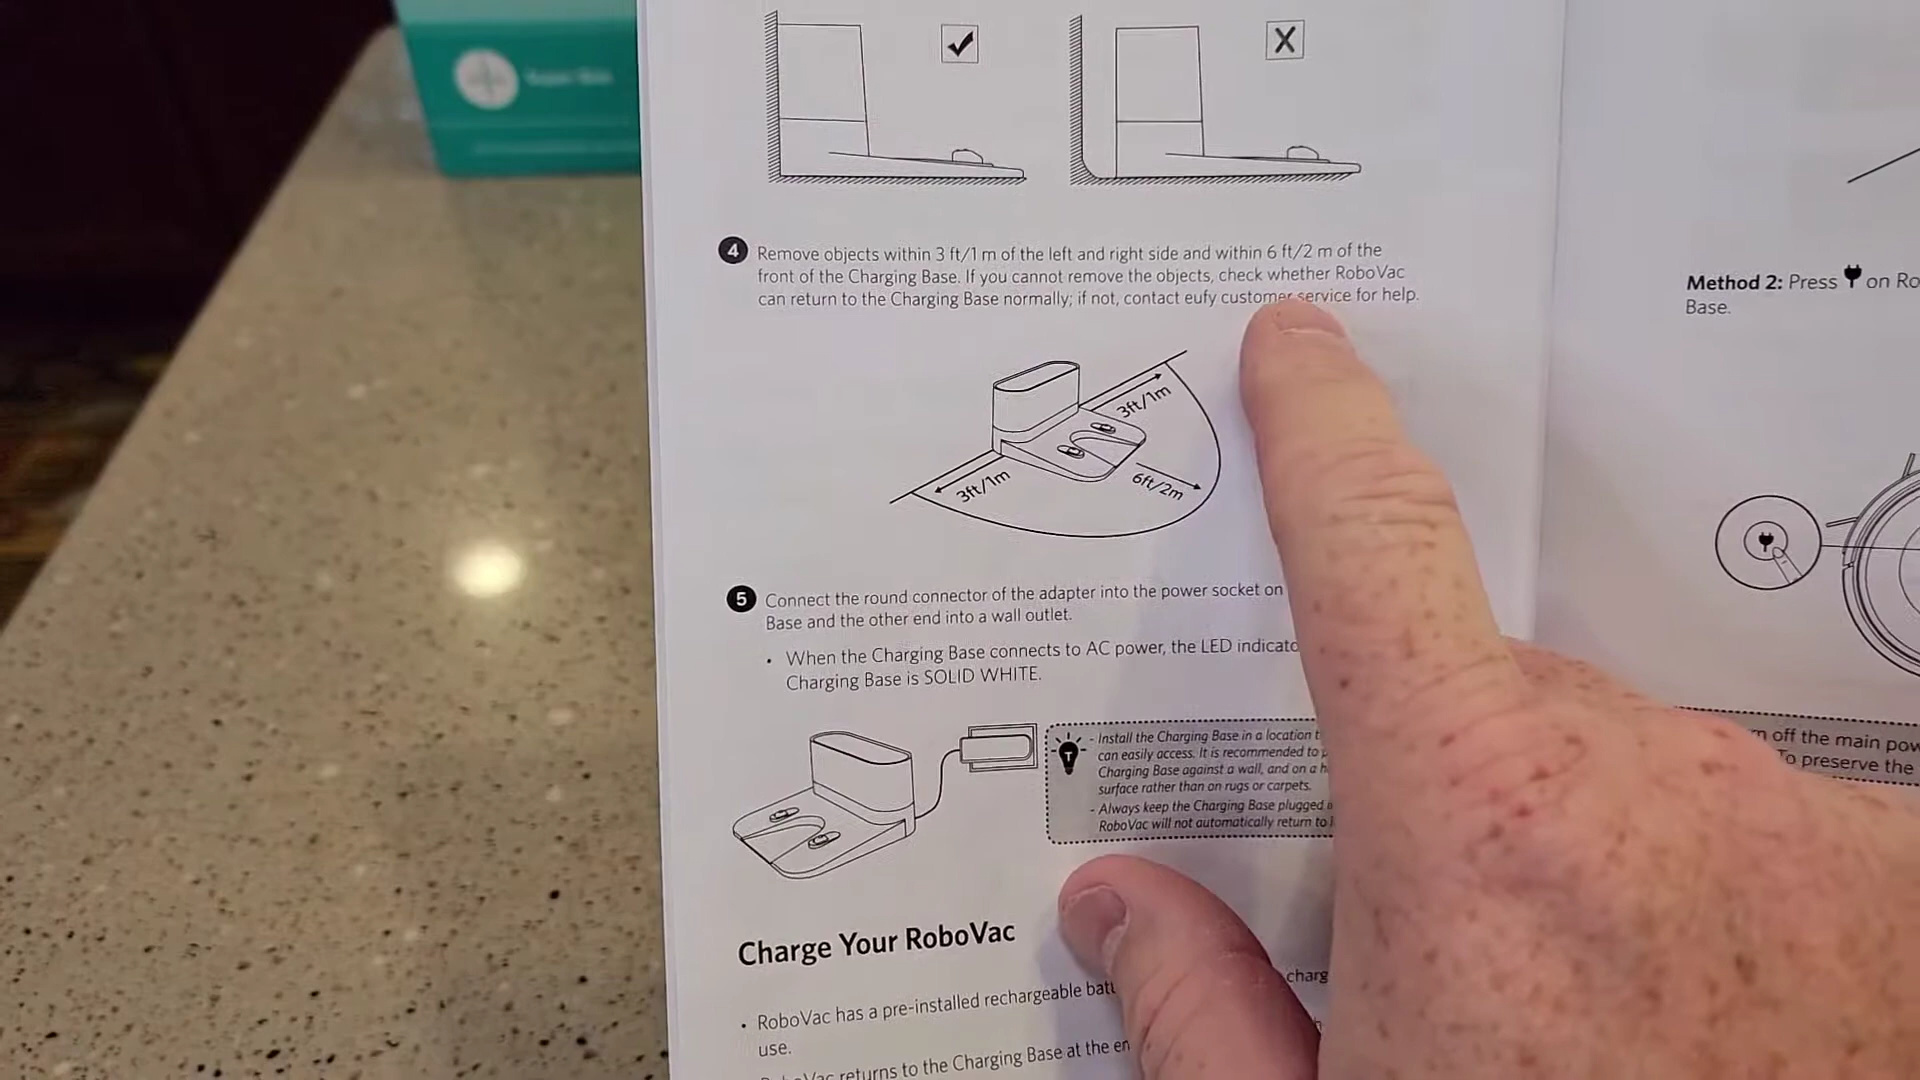 4 Remove objects within 3 ft/1 m of the left and right side and within 6 ft/2 m of the
front of the Charging Base. If you cannot remove the objects, check whether RoboVac
can return to the Charging Base normally; if not, contact eufy customer service for help.
3ft/1m
3ft/1m
6ft/2m
5 Connect the round connector of the adapter into the power socket on
Base and the other end into a wall outlet.
• When the Charging Base connects to AC power, the LED
Charging Base is SOLID WHITE.
- Install the Charging Base in a location
can easily access. It is recommended to
Charging Base against a wall, and on a
surface rather than on rugs or carpets.
- Always keep the Charging Base plugged
RoboVac will not automatically return to
Charge Your RoboVac
• RoboVac has a pre-installed rechargeable
use.
returns to the Charging Base at the
Method 2: Press on
Base.
off the main
To preserve the